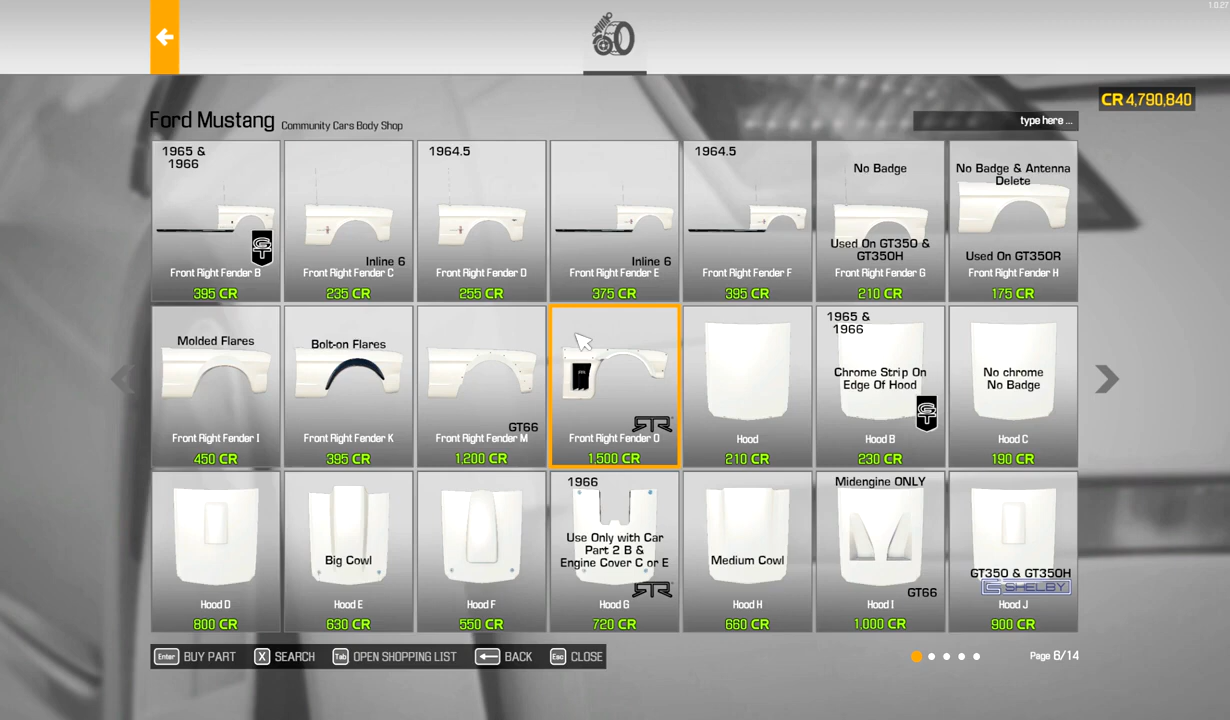 1.0.27
CR 4,790,840
Ford Mustang Community Cars Body Shop
type here ...
1965 &
1966
GT
Front Right Fender B
395 CR
Inline 6
Front Right Fender C
235 CR
1964.5
Front Right Fender D
255 CR
Inline 6
Front Right Fender E
375 CR
1964.5
Front Right Fender F
395 CR
No Badge
Used On GT350 &
GT350H
Front Right Fender G
210 CR
No Badge & Antenna
Delete
Used On GT350R
Front Right Fender H
175 CR
Molded Flares
Front Right Fender I
450 CR
Bolt-on Flares
Front Right Fender K
395 CR
GT66
Front Right Fender M
1,200 CR
RTR
Front Right Fender O
1,500 CR
Hood
210 CR
1965 &
1966
Chrome Strip On
Edge Of Hood
GT
Hood B
230 CR
No chrome
No Badge
Hood C
190 CR
Hood D
800 CR
Big Cowl
Hood E
630 CR
Hood F
550 CR
1966
Use Only with Car
Part 2 B &
Engine Cover C or E
RTR
Hood G
720 CR
Medium Cowl
Hood H
660 CR
Midengine ONLY
GT66
Hood I
1,000 CR
GT350 & GT350H
SHELBY
Hood J
900 CR
Enter BUY PART X SEARCH Tab OPEN SHOPPING LIST BACK Esc CLOSE
Page 6/14